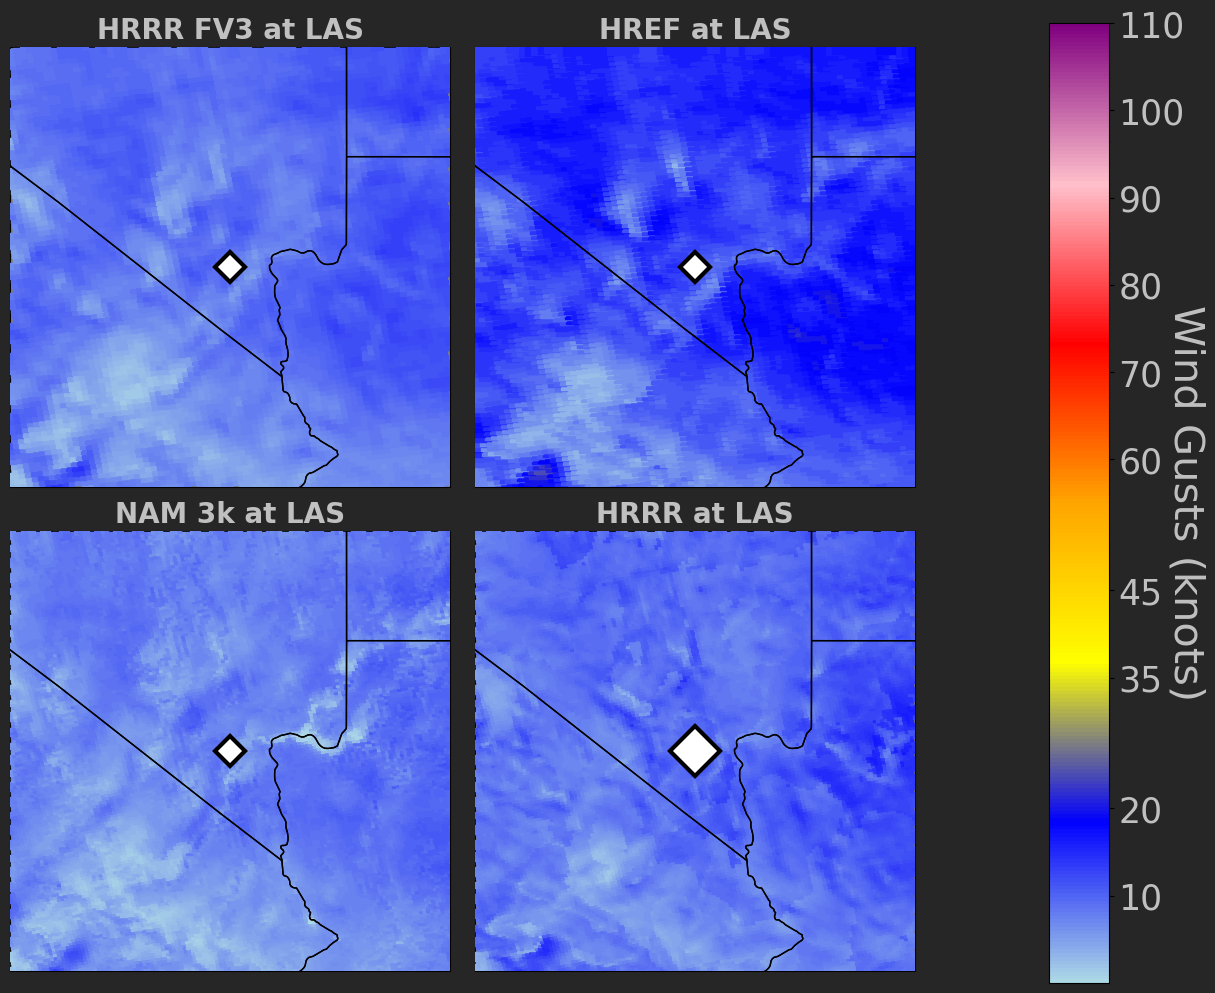 HRRR FV3 at LAS
HREF at LAS
NAM 3k at LAS
HRRR at LAS
110
100
90
80
70
60
45
35
20
10
Wind Gusts (knots)